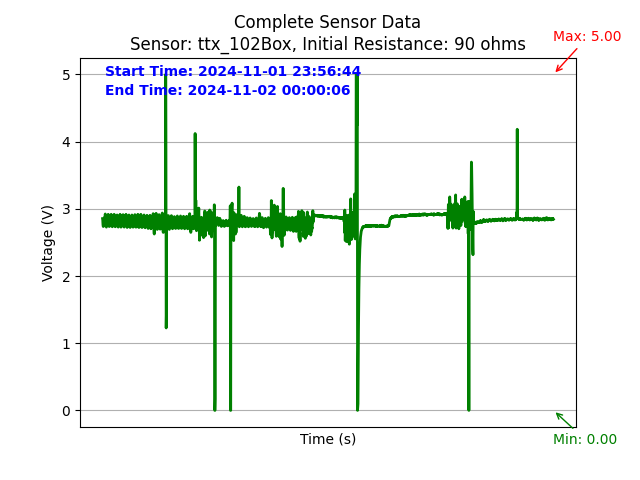 Complete Sensor Data
Sensor: ttx_102Box, Initial Resistance: 90 ohms
Max: 5.00
Start Time: 2024-11-01 23:56:44
End Time: 2024-11-02 00:00:06
5
4
3
2
1
0
Voltage (V)
Time (s)
Min: 0.00